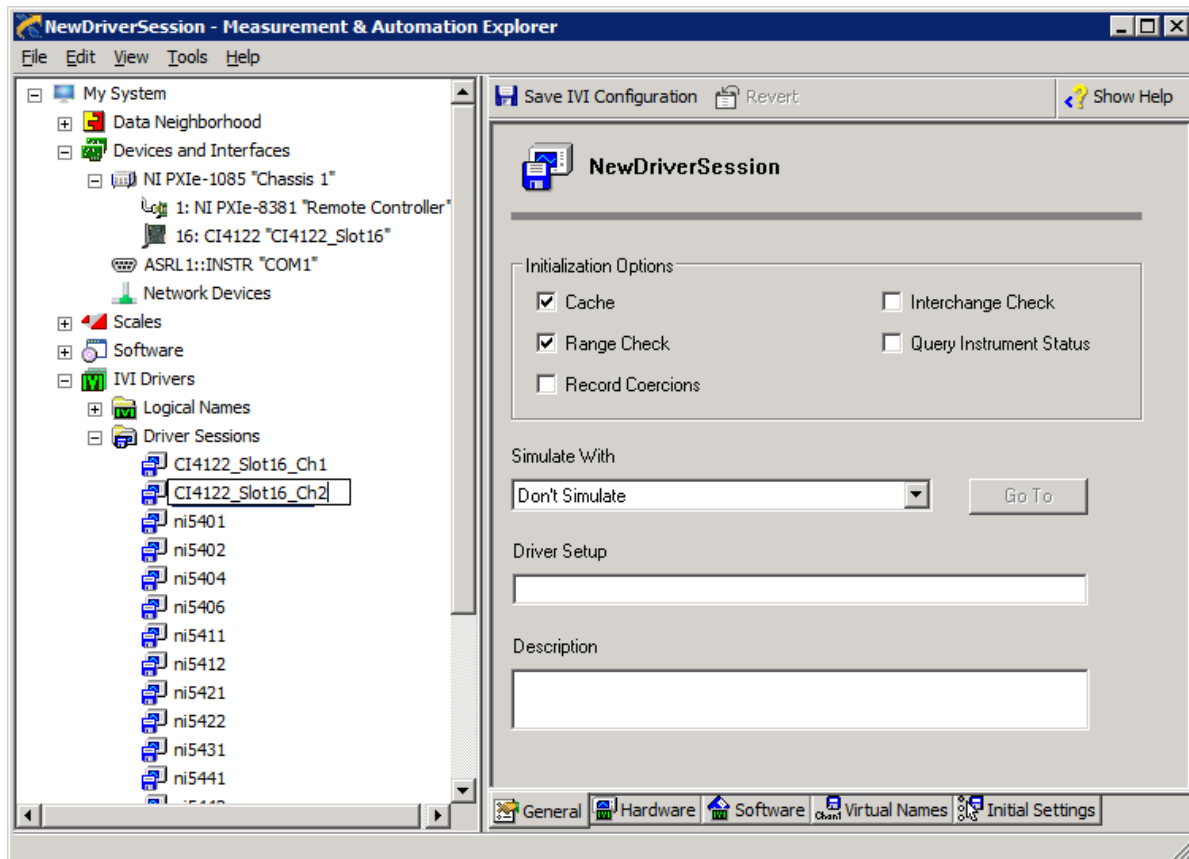 NewDriverSession - Measurement & Automation Explorer
File Edit View Tools Help
My System
Data Neighborhood
Devices and Interfaces
NI PXIe-1085 "Chassis 1"
1: NI PXIe-8381 "Remote Controller"
16: CI4122 "CI4122_Slot16"
ASRL1::INSTR "COM1"
Network Devices
Scales
Software
IVI Drivers
Logical Names
Driver Sessions
CI4122_Slot16_Ch1
CI4122_Slot16_Ch2
ni5401
ni5402
ni5404
ni5406
ni5411
ni5412
ni5421
ni5422
ni5431
ni5441
Save IVI Configuration Revert Show Help
NewDriverSession
Initialization Options
Cache Interchange Check
Range Check Query Instrument Status
Record Coercions
Simulate With
Don't Simulate Go To
Driver Setup
Description
General Hardware Software Virtual Names Initial Settings